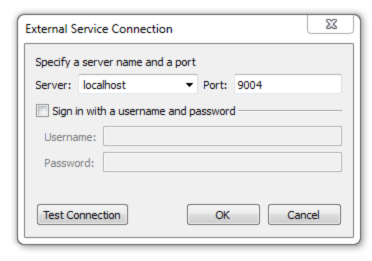 External Service Connection
Specify a server name and a port
Server: localhost Port: 9004
Sign in with a username and password
Username:
Password:
Test Connection OK Cancel